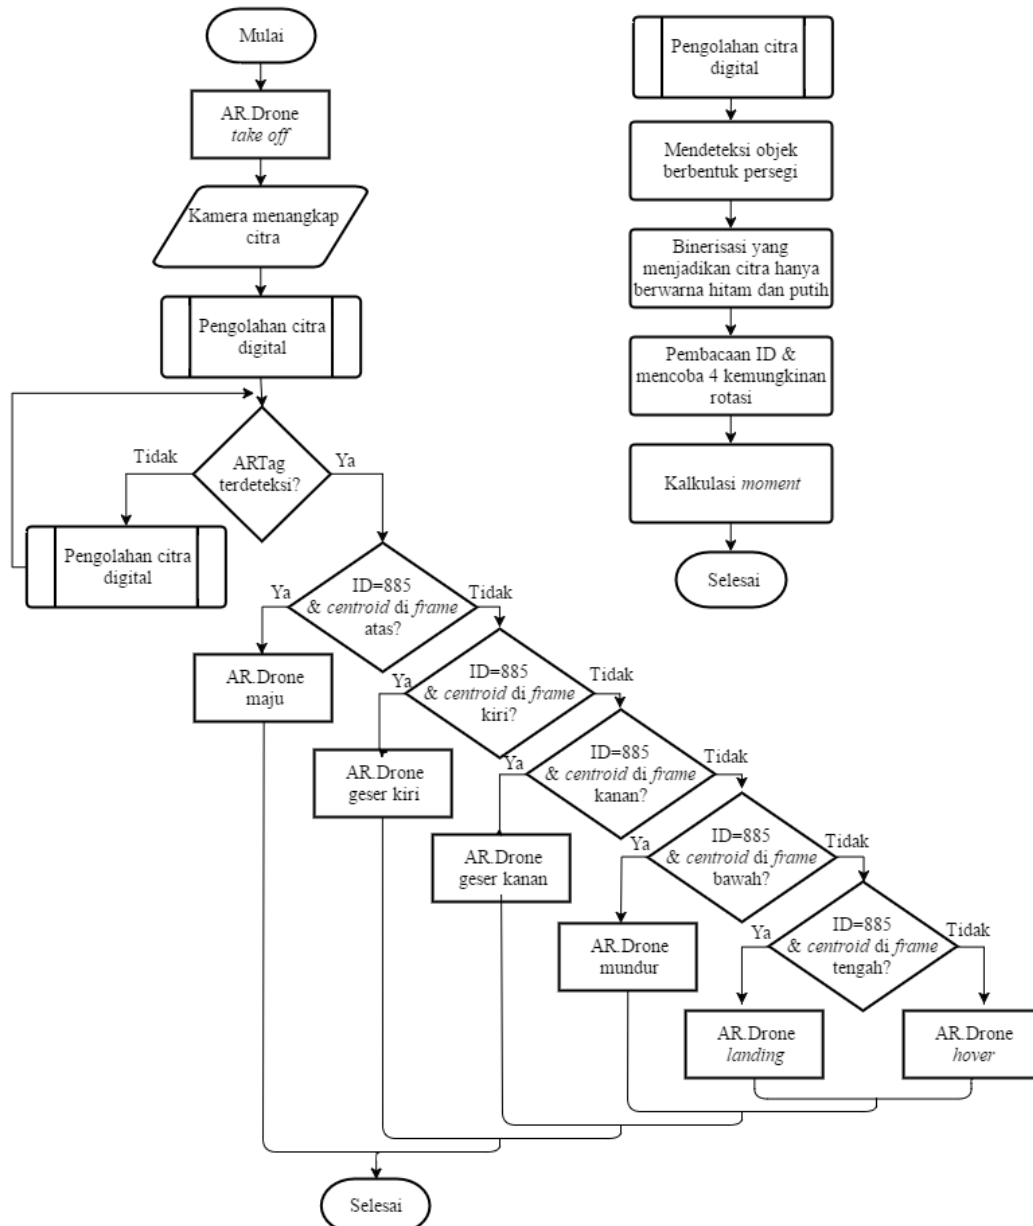 Mulai
AR.Drone
take off
Kamera menangkap
citra
Pengolahan citra
digital
ARTag
terdeteksi?
Tidak
Ya
Pengolahan citra
digital
ID=885
& centroid di frame
atas?
Ya
Tidak
AR.Drone
maju
ID=885
& centroid di frame
kiri?
Ya
Tidak
AR.Drone
geser kiri
ID=885
& centroid di frame
kanan?
Ya
Tidak
AR.Drone
geser kanan
ID=885
& centroid di frame
bawah?
Ya
Tidak
AR.Drone
mundur
ID=885
& centroid di frame
tengah?
Ya
Tidak
AR.Drone
landing
AR.Drone
hover
Selesai
Pengolahan citra
digital
Mendeteksi objek
berbentuk persegi
Binerisasi yang
menjadikan citra hanya
berwarna hitam dan putih
Pembacaan ID &
mencoba 4 kemungkinan
rotasi
Kalkulasi moment
Selesai